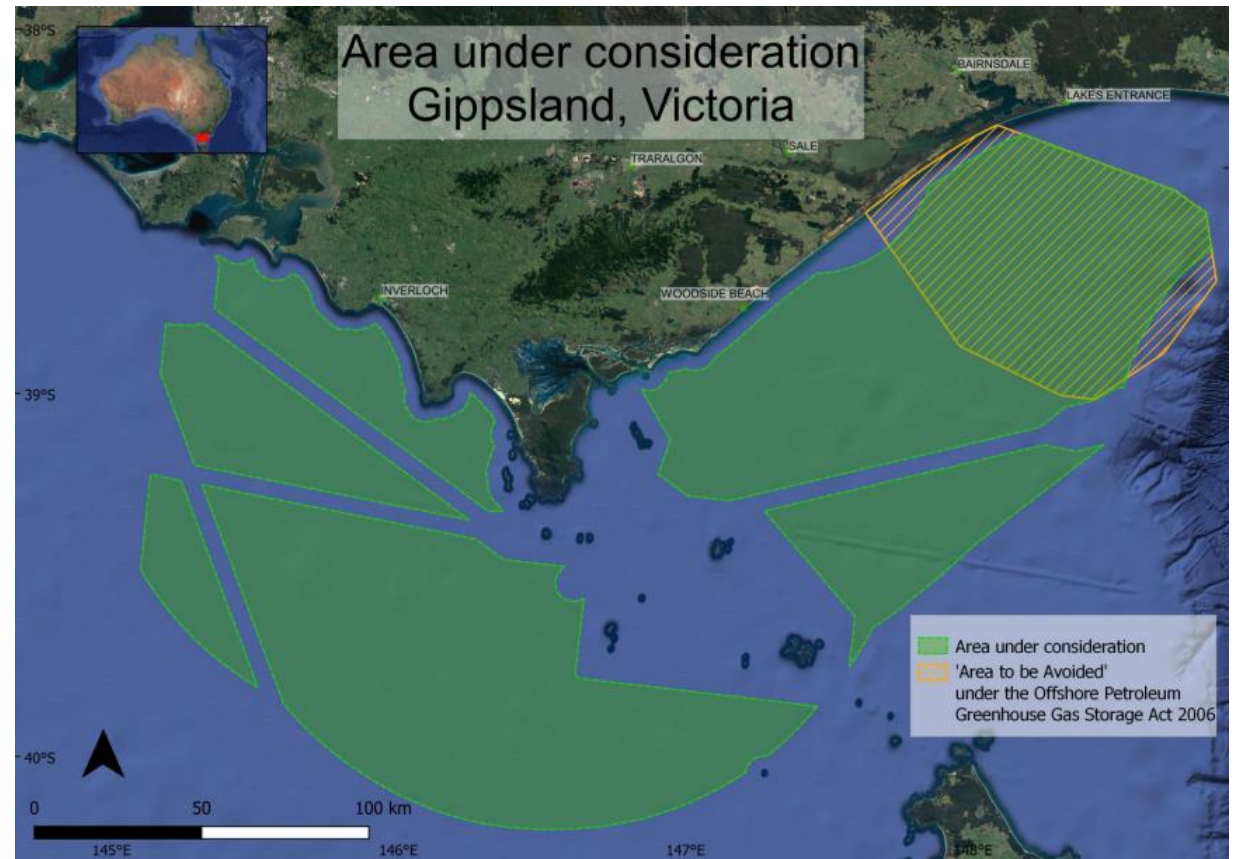 38°S
Area under consideration
Gippsland, Victoria
BAIRNSDALE
LAKES ENTRANCE
SALE
TRARALGON
INVERLOCH
WOODSIDE BEACH
39°S
Area under consideration
'Area to be Avoided'
under the Offshore Petroleum
Greenhouse Gas Storage Act 2006
40°S
0 50 100 km
145°E 146°E 147°E 148°E